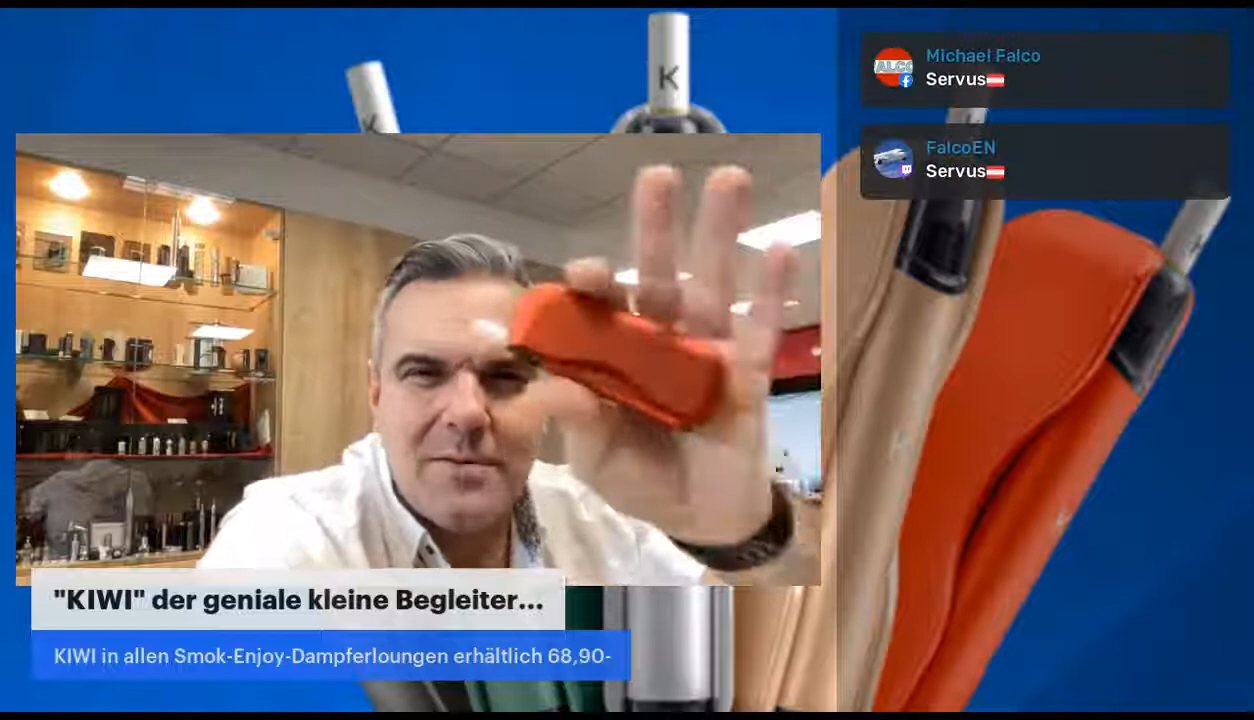 Michael Falco
ALCO
Servus
FalcoEN
Servus
K
K
"KIWI" der geniale kleine Begleiter...
KIWI in allen Smok-Enjoy-Dampferloungen erhältlich 68,90-